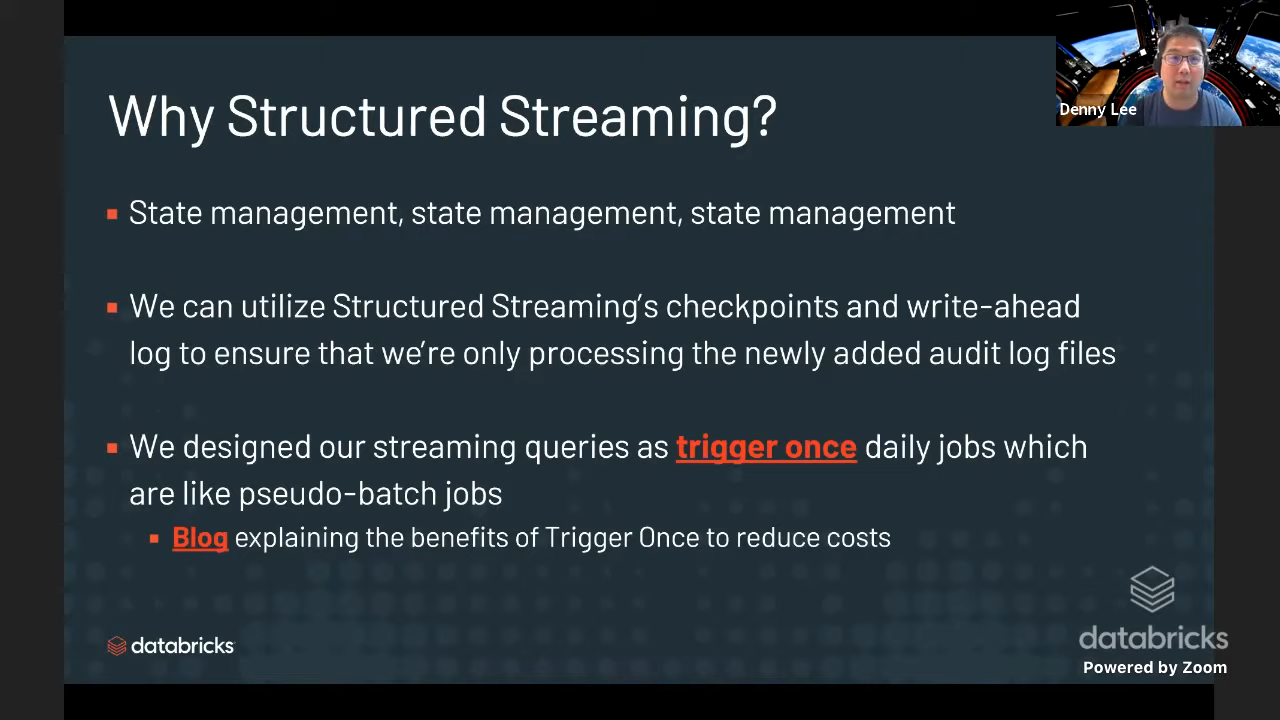 Why Structured Streaming?
Denny Lee
State management, state management, state management
We can utilize Structured Streaming's checkpoints and write-ahead
log to ensure that we're only processing the newly added audit log files
We designed our streaming queries as trigger once daily jobs which
are like pseudo-batch jobs
Blog explaining the benefits of Trigger Once to reduce costs
databricks
databricks
Powered by Zoom